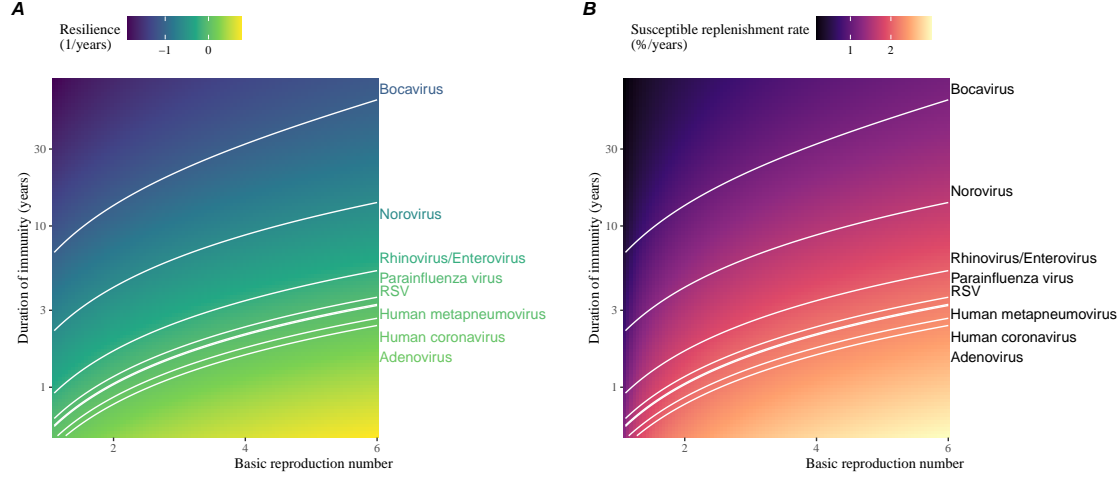 A
Resilience
(1/years)
−1
0
Duration of immunity (years)
30
10
3
1
2
4
6
Basic reproduction number
Bocavirus
Norovirus
Rhinovirus/Enterovirus
Parainfluenza virus
RSV
Human metapneumovirus
Human coronavirus
Adenovirus
B
Susceptible replenishment rate
(%/years)
1
2
Duration of immunity (years)
30
10
3
1
2
4
6
Basic reproduction number
Bocavirus
Norovirus
Rhinovirus/Enterovirus
Parainfluenza virus
RSV
Human metapneumovirus
Human coronavirus
Adenovirus